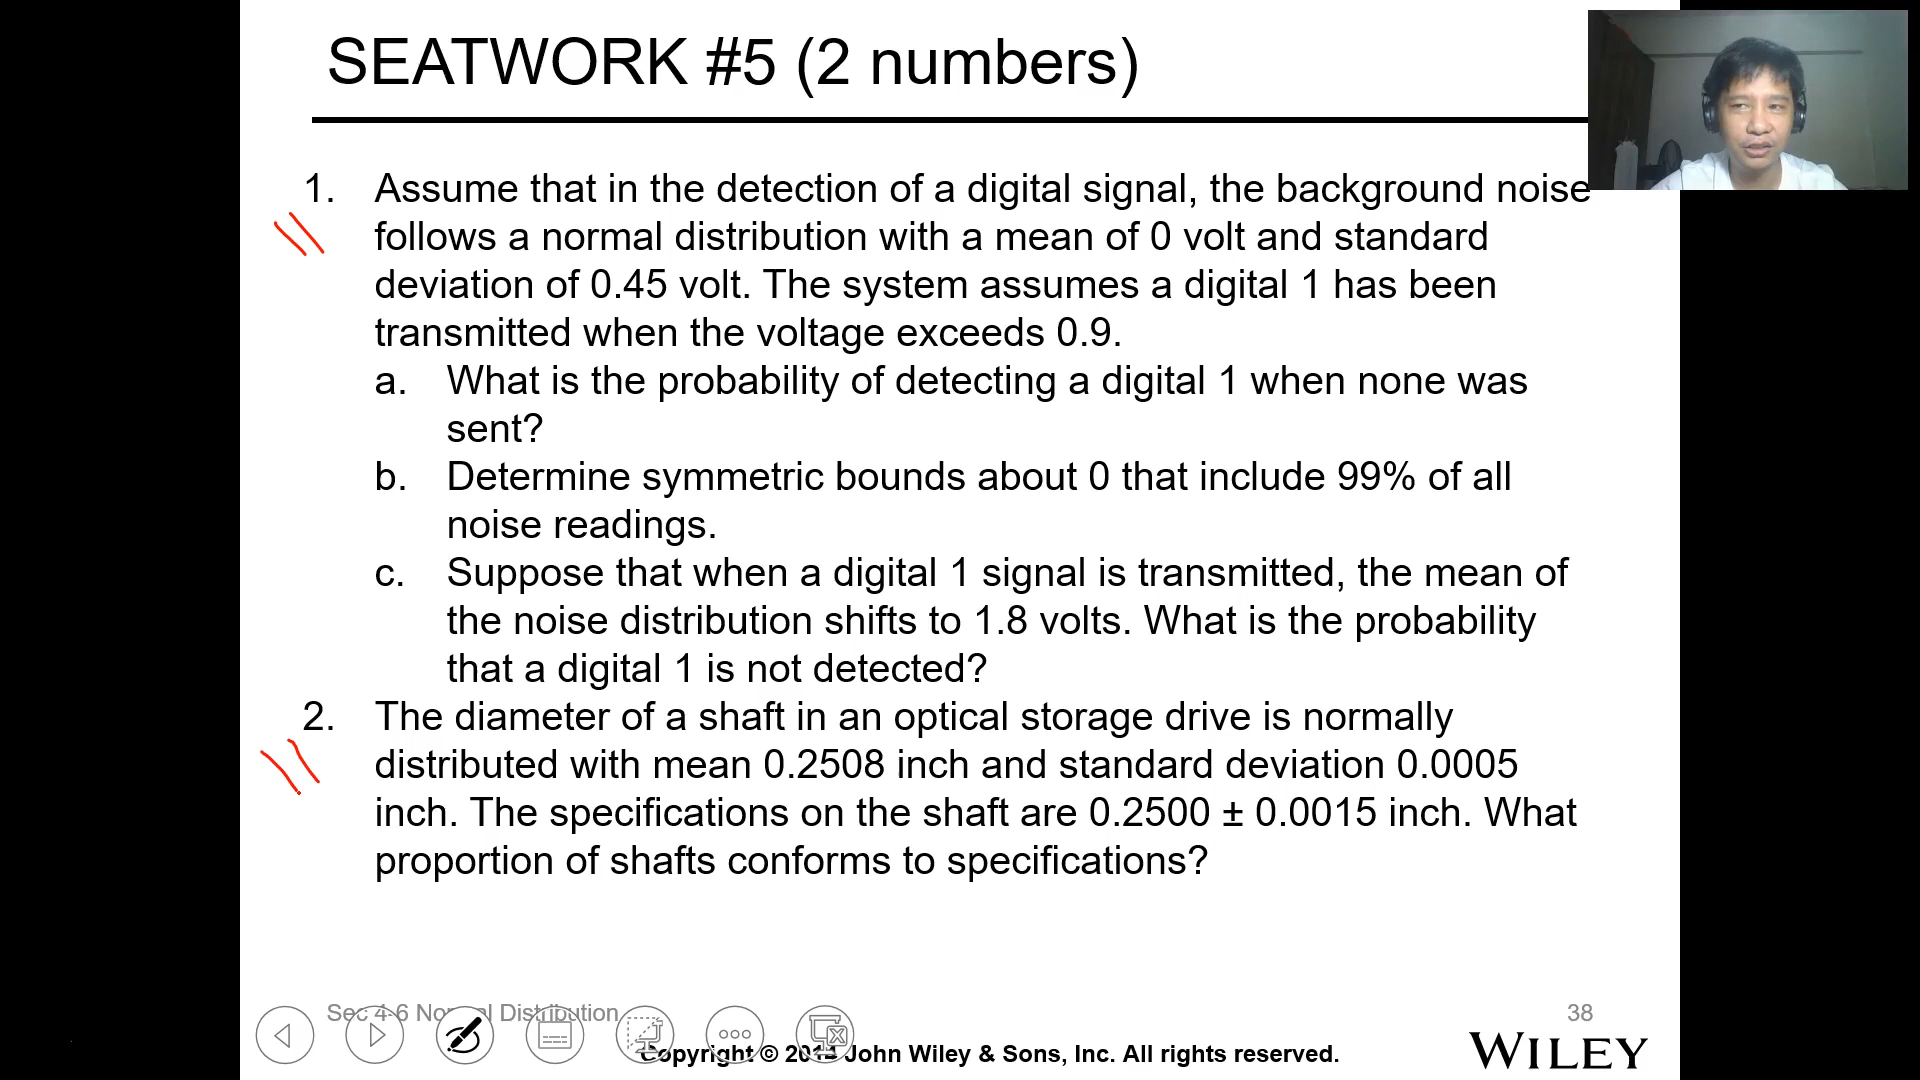 SEATWORK #5 (2 numbers)
1. Assume that in the detection of a digital signal, the background noise
follows a normal distribution with a mean of 0 volt and standard
deviation of 0.45 volt. The system assumes a digital 1 has been
transmitted when the voltage exceeds 0.9.
a. What is the probability of detecting a digital 1 when none was
sent?
b. Determine symmetric bounds about 0 that include 99% of all
noise readings.
c. Suppose that when a digital 1 signal is transmitted, the mean of
the noise distribution shifts to 1.8 volts. What is the probability
that a digital 1 is not detected?
2. The diameter of a shaft in an optical storage drive is normally
distributed with mean 0.2508 inch and standard deviation 0.0005
inch. The specifications on the shaft are 0.2500 ± 0.0015 inch. What
proportion of shafts conforms to specifications?
Sec 4-6 Normal Distribution
38
Copyright © 2014 John Wiley & Sons, Inc. All rights reserved.
WILEY